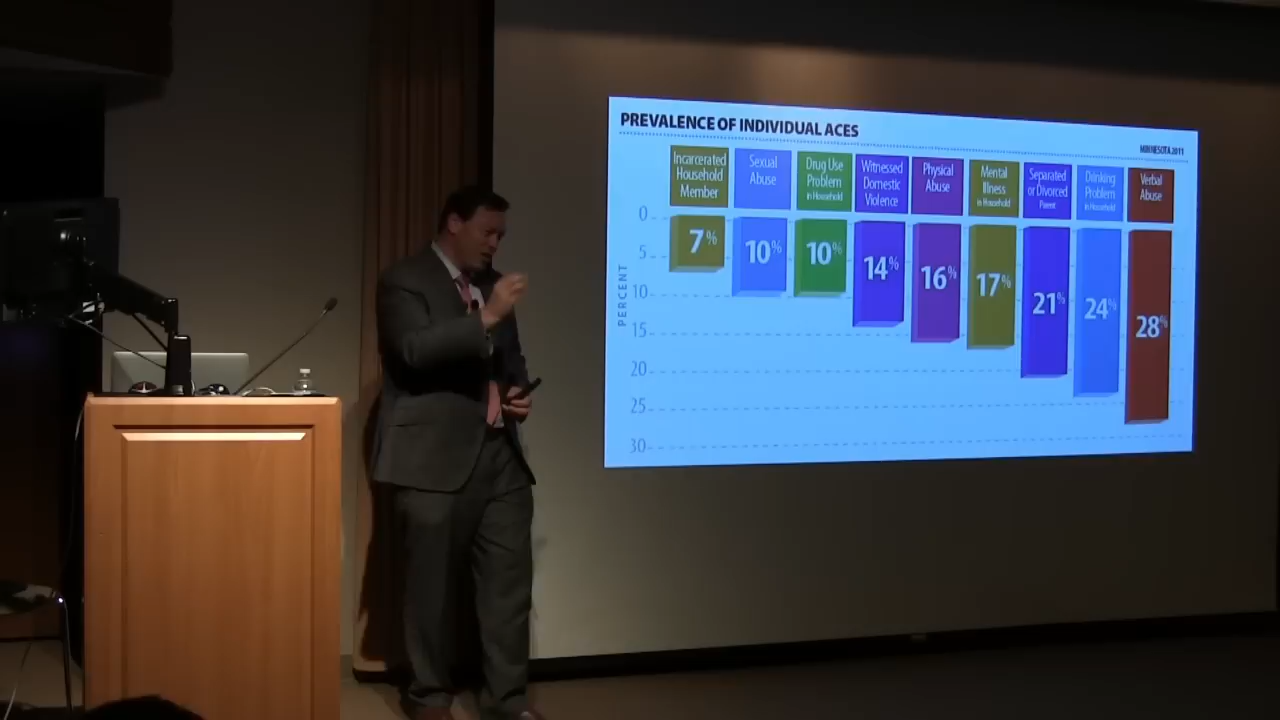 PREVALENCE OF INDIVIDUAL ACES
MINNESOTA 2011
Incarcerated
Household
Member
Sexual
Abuse
Drug Use
Problem
in Household
Witnessed
Domestic
Violence
Physical
Abuse
Mental
Illness
in Household
Separated
or Divorced
Parent
Drinking
Problem
in Household
Verbal
Abuse
PERCENT
0
5
10
15
20
25
30
7%
10%
10%
14%
16%
17%
21%
24%
28%